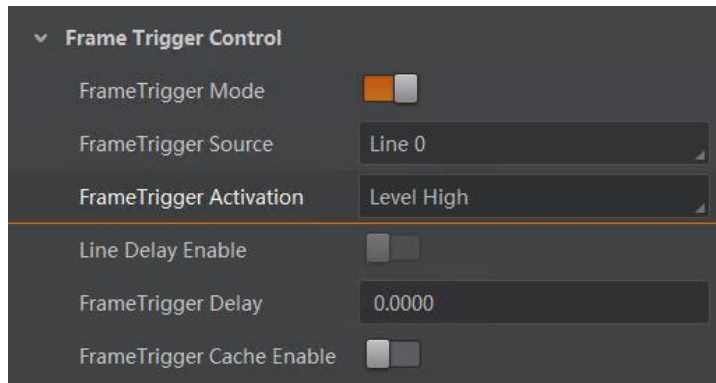 Frame Trigger Control
FrameTrigger Mode
FrameTrigger Source Line 0
FrameTrigger Activation Level High
Line Delay Enable
FrameTrigger Delay 0.0000
FrameTrigger Cache Enable